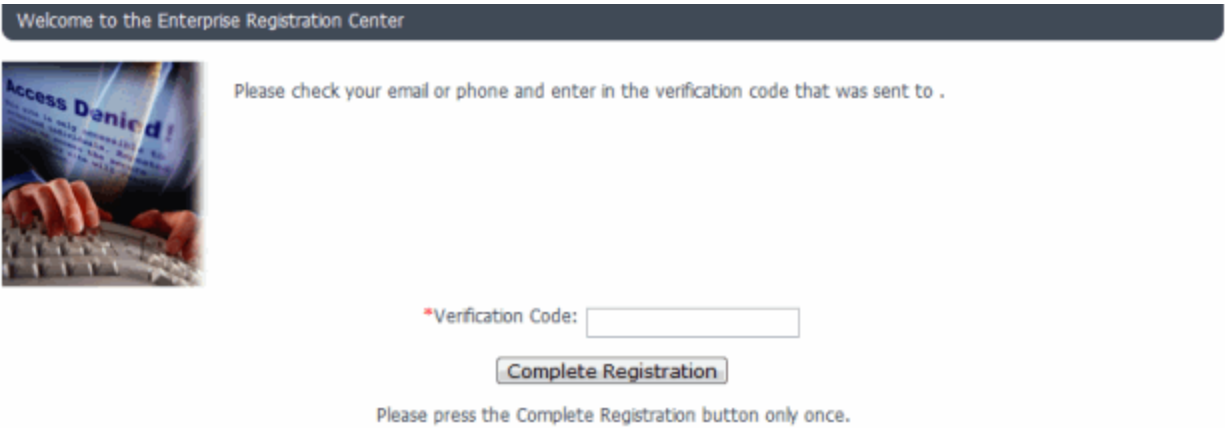 Welcome to the Enterprise Registration Center
Access Denied!
Please check your email or phone and enter in the verification code that was sent to .
*Verification Code:
Complete Registration
Please press the Complete Registration button only once.